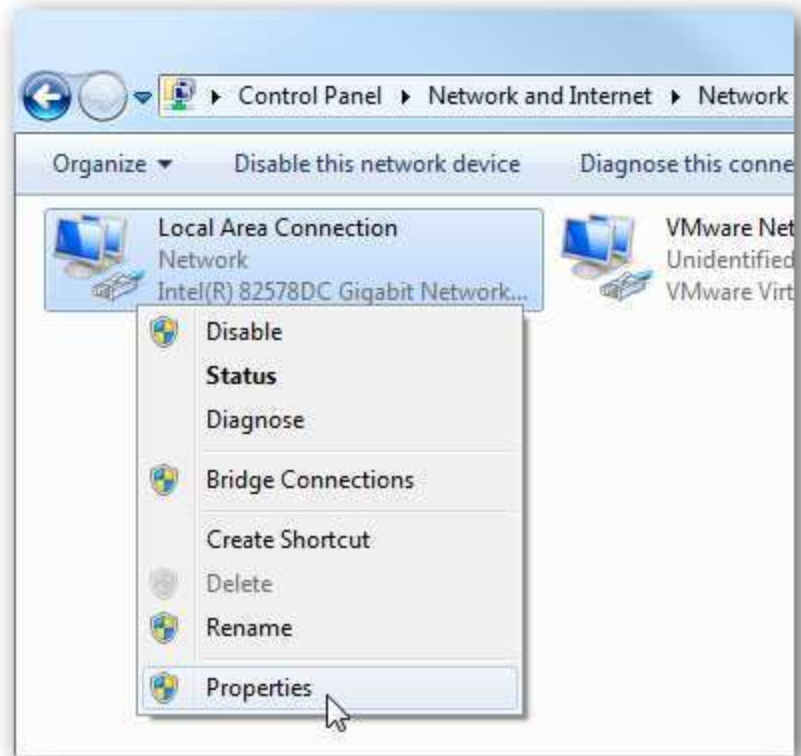 Control Panel Network and Internet Network
Organize Disable this network device Diagnose this conne
Local Area Connection
Network
Intel(R) 82578DC Gigabit Network...
VMware Net
Unidentified
VMware Virt
Disable
Status
Diagnose
Bridge Connections
Create Shortcut
Delete
Rename
Properties